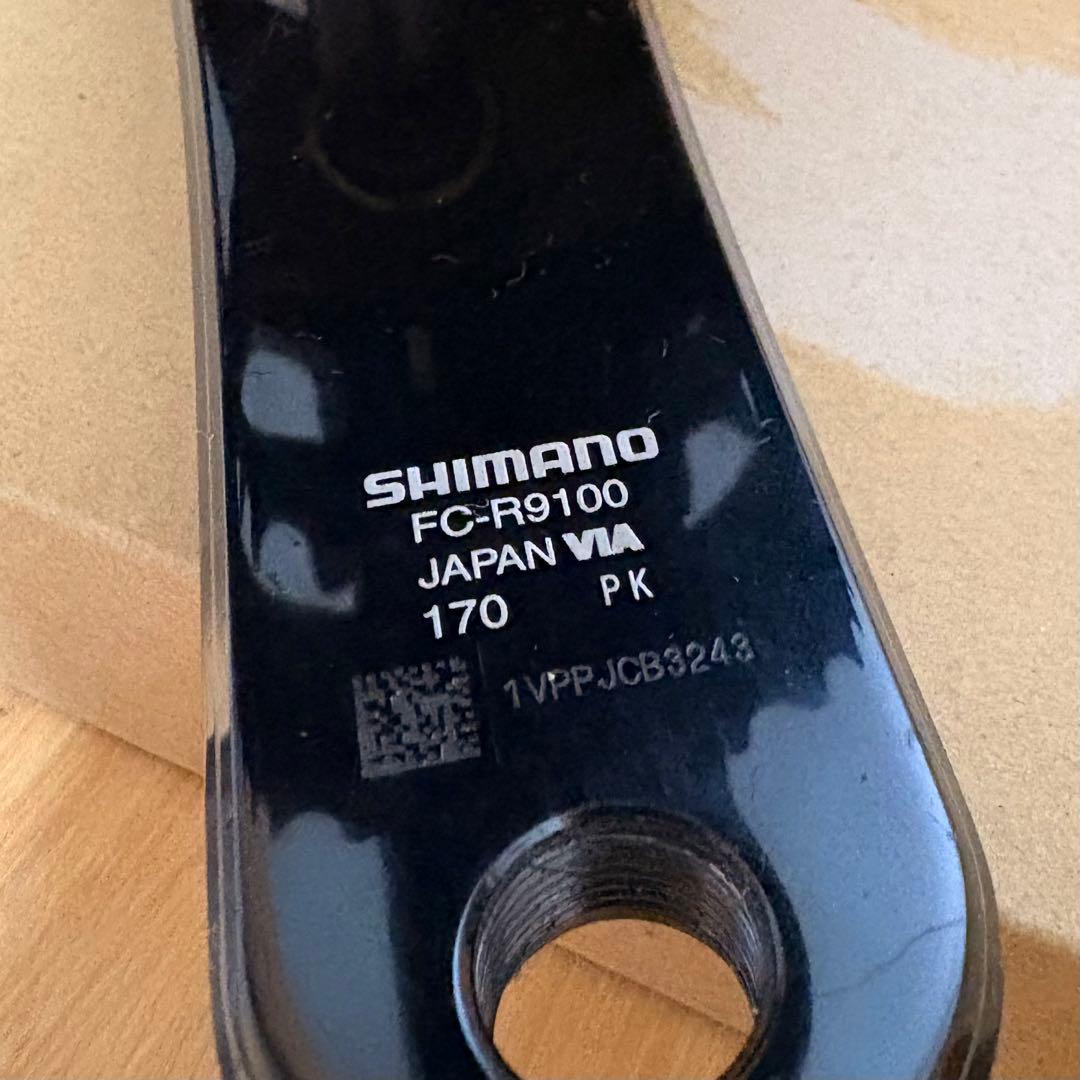 SHIMANO
FC-R9100
JAPAN VIA
170 PK
1VPPJCB3243